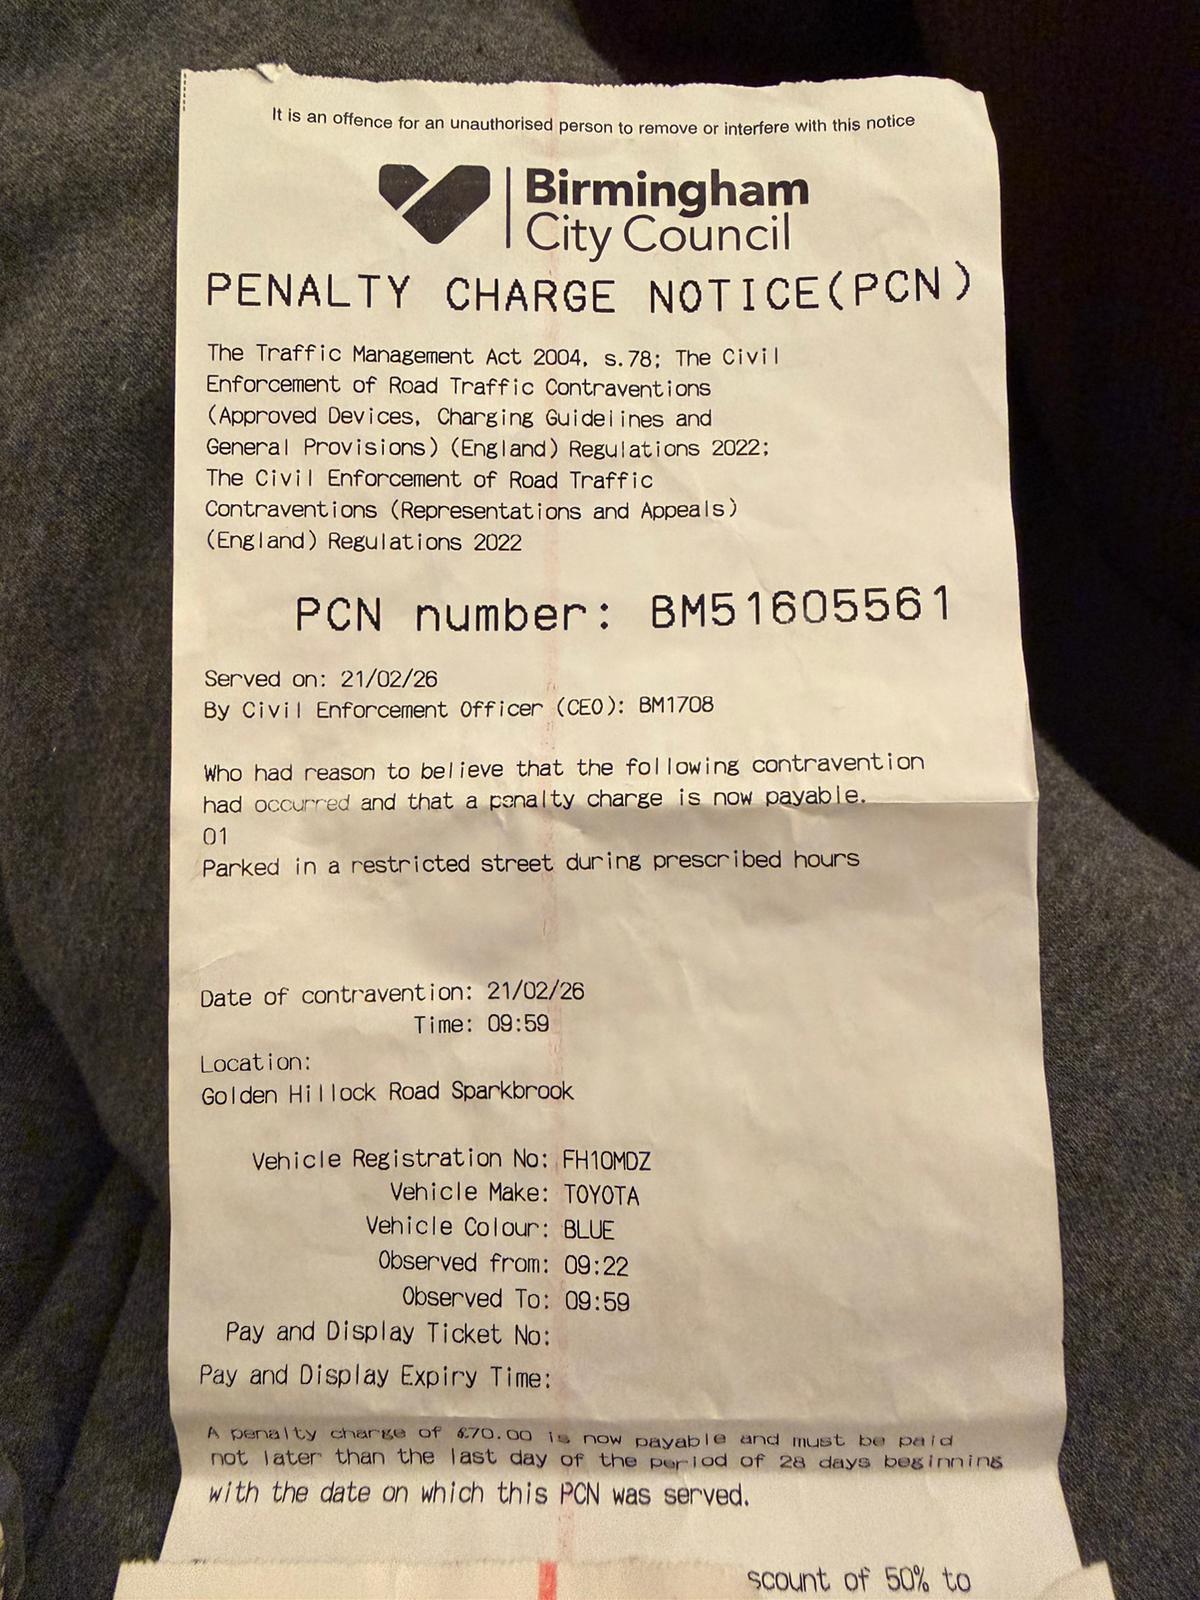 It is an offence for an unauthorised person to remove or interfere with this notice
Birmingham
City Council
PENALTY CHARGE NOTICE(PCN)
The Traffic Management Act 2004, s.78; The Civil
Enforcement of Road Traffic Contraventions
(Approved Devices, Charging Guidelines and
General Provisions) (England) Regulations 2022;
The Civil Enforcement of Road Traffic
Contraventions (Representations and Appeals)
(England) Regulations 2022
PCN number: BM51605561
Served on: 21/02/26
By Civil Enforcement Officer (CEO): BM1708
Who had reason to believe that the following contravention
had occurred and that a penalty charge is now payable.
01
Parked in a restricted street during prescribed hours
Date of contravention: 21/02/26
Time: 09:59
Location:
Golden Hillock Road Sparkbrook
Vehicle Registration No: FH10MDZ
Vehicle Make: TOYOTA
Vehicle Colour: BLUE
Observed from: 09:22
Observed To: 09:59
Pay and Display Ticket No:
Pay and Display Expiry Time:
A penalty charge of £70.00 is now payable and must be paid
not later than the last day of the period of 28 days beginning
with the date on which this PCN was served.
scount of 50% to